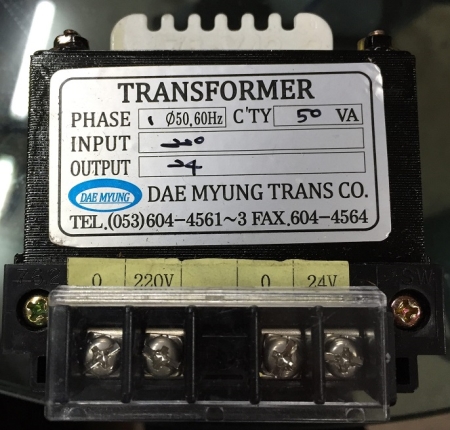 TRANSFORMER
PHASE 1 Ø50,60Hz C'TY 50 VA
INPUT 220
OUTPUT 24
DAE MYUNG DAE MYUNG TRANS CO.
TEL.(053)604-4561~3 FAX.604-4564
0 220V 0 24V